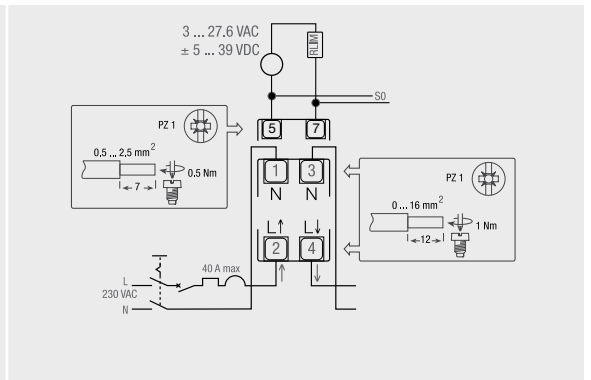 3 ... 27.6 VAC
± 5 ... 39 VDC
RLIM
S0
PZ 1
0,5 ... 2,5 mm²
0.5 Nm
7
5
7
1
3
N
N
L↑
L↓
2
4
PZ 1
0 ... 16 mm²
1 Nm
12
40 A max
L
230 VAC
N